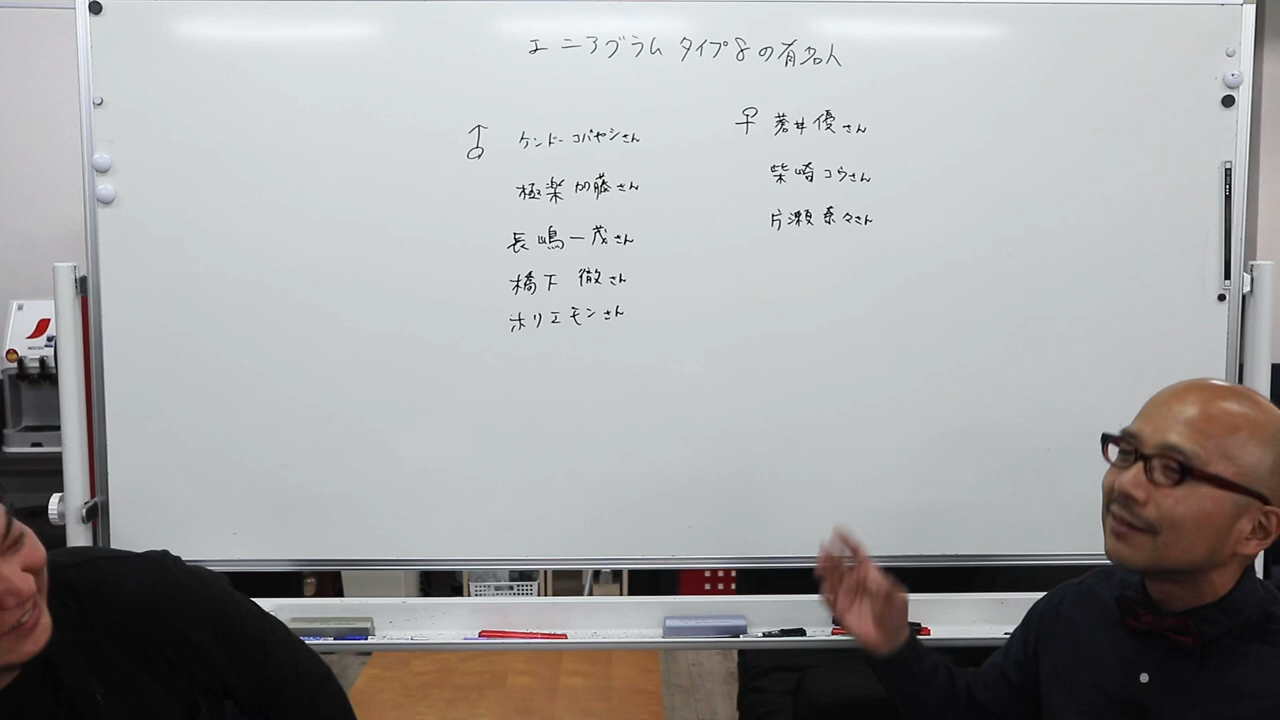 エニアグラム タイプ8の有名人
♂ ケンドーコバヤシさん
極楽 加藤さん
長嶋一茂さん
橋下 徹さん
ホリエモンさん
♀ 蒼井優さん
柴崎コウさん
片瀬奈々さん